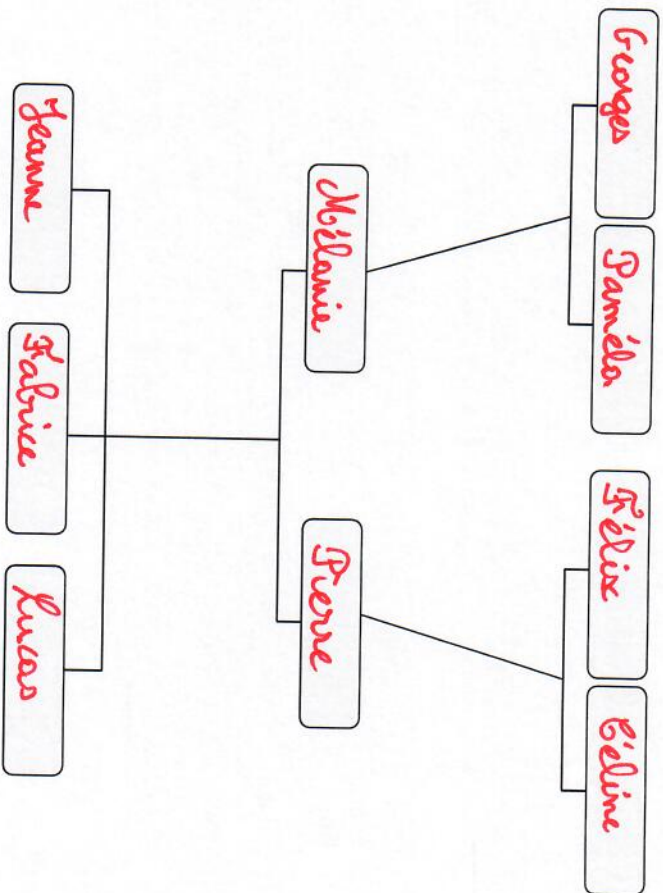 Georges
Paméla
Félix
Céline
Mélanie
Pierre
Jeanne
Fabrice
Lucas